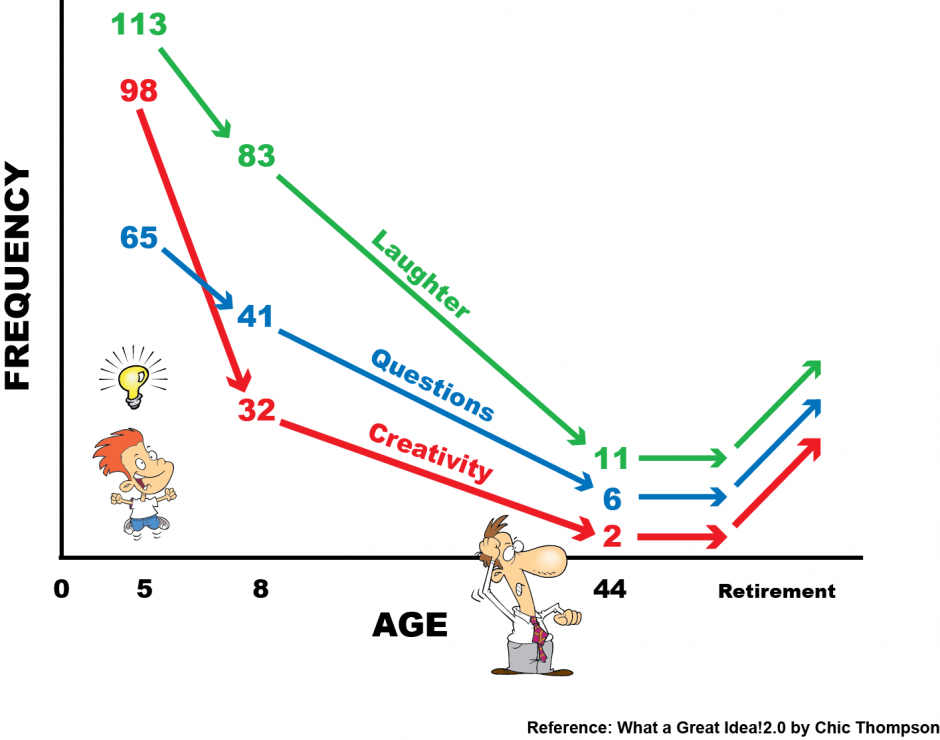 113
98
83
65
41
32
Laughter
Questions
Creativity
11
6
2
FREQUENCY
0 5 8 44 Retirement
AGE
Reference: What a Great Idea!2.0 by Chic Thompson